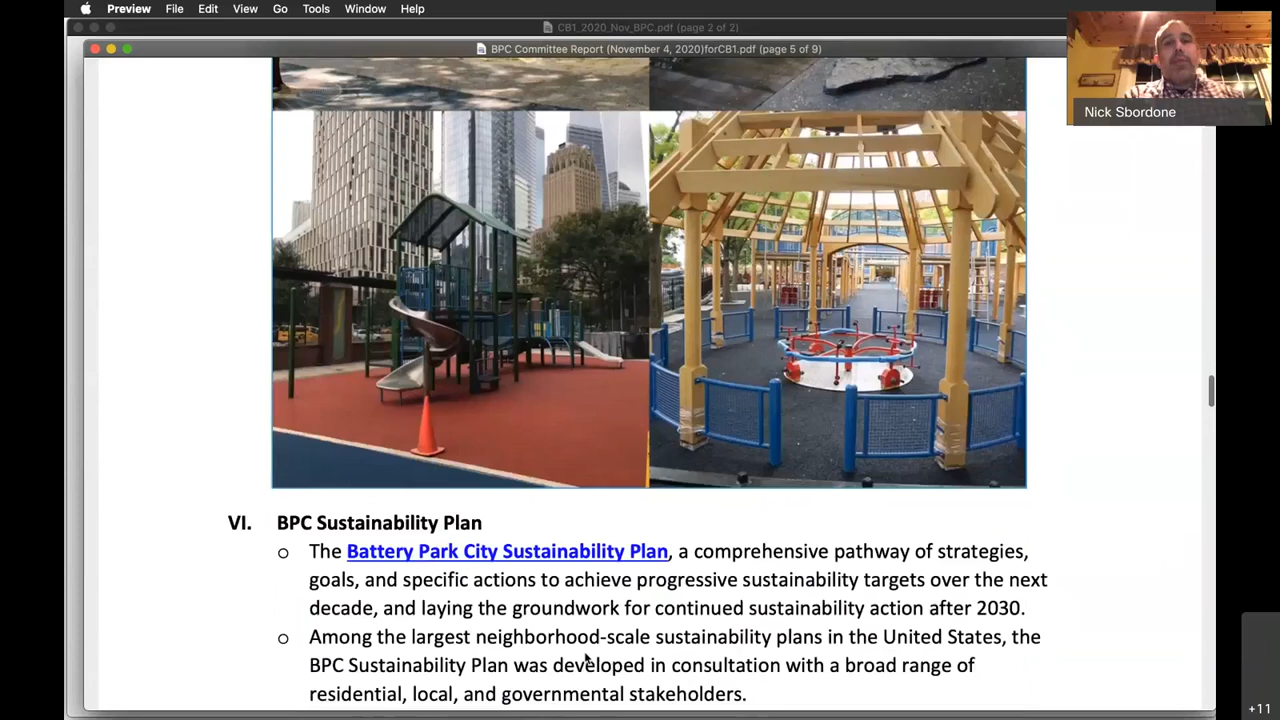 Preview File Edit View Go Tools Window Help
CB1_2020_Nov_BPC.pdf (page 2 of 2)
BPC Committee Report (November 4, 2020)forCB1.pdf (page 5 of 9)
Nick Sbordone
VI. BPC Sustainability Plan
o The Battery Park City Sustainability Plan, a comprehensive pathway of strategies,
goals, and specific actions to achieve progressive sustainability targets over the next
decade, and laying the groundwork for continued sustainability action after 2030.
o Among the largest neighborhood-scale sustainability plans in the United States, the
BPC Sustainability Plan was developed in consultation with a broad range of
residential, local, and governmental stakeholders.
+11